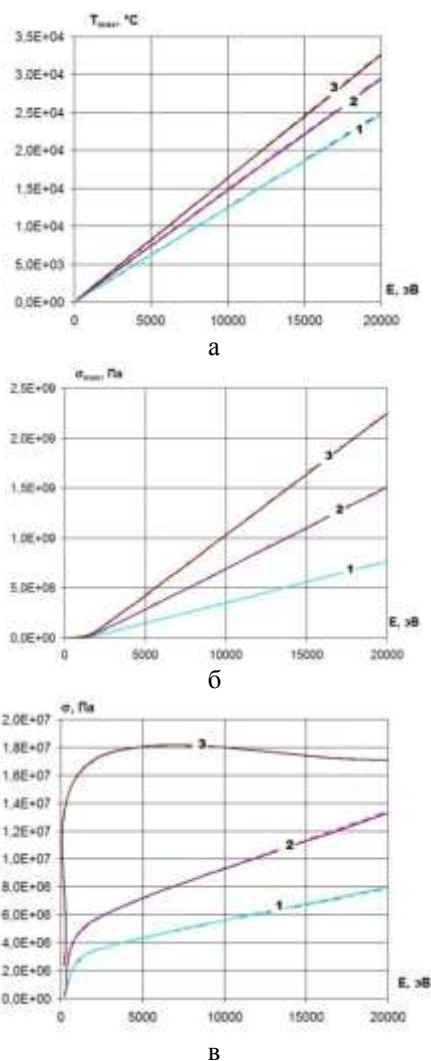 Tmax, °C
3,5E+04
3,0E+04
2,5E+04
2,0E+04
1,5E+04
1,0E+04
5,0E+03
0,0E+00
3
2
1
E, эВ
0 5000 10000 15000 20000
а
σmax, Па
2,5E+09
2,0E+09
1,5E+09
1,0E+09
5,0E+08
0,0E+00
3
2
1
E, эВ
0 5000 10000 15000 20000
б
σ, Па
2,0E+07
1,8E+07
1,6E+07
1,4E+07
1,2E+07
1,0E+07
8,0E+06
6,0E+06
4,0E+06
2,0E+06
0,0E+00
3
2
1
E, эВ
0 5000 10000 15000 20000
в